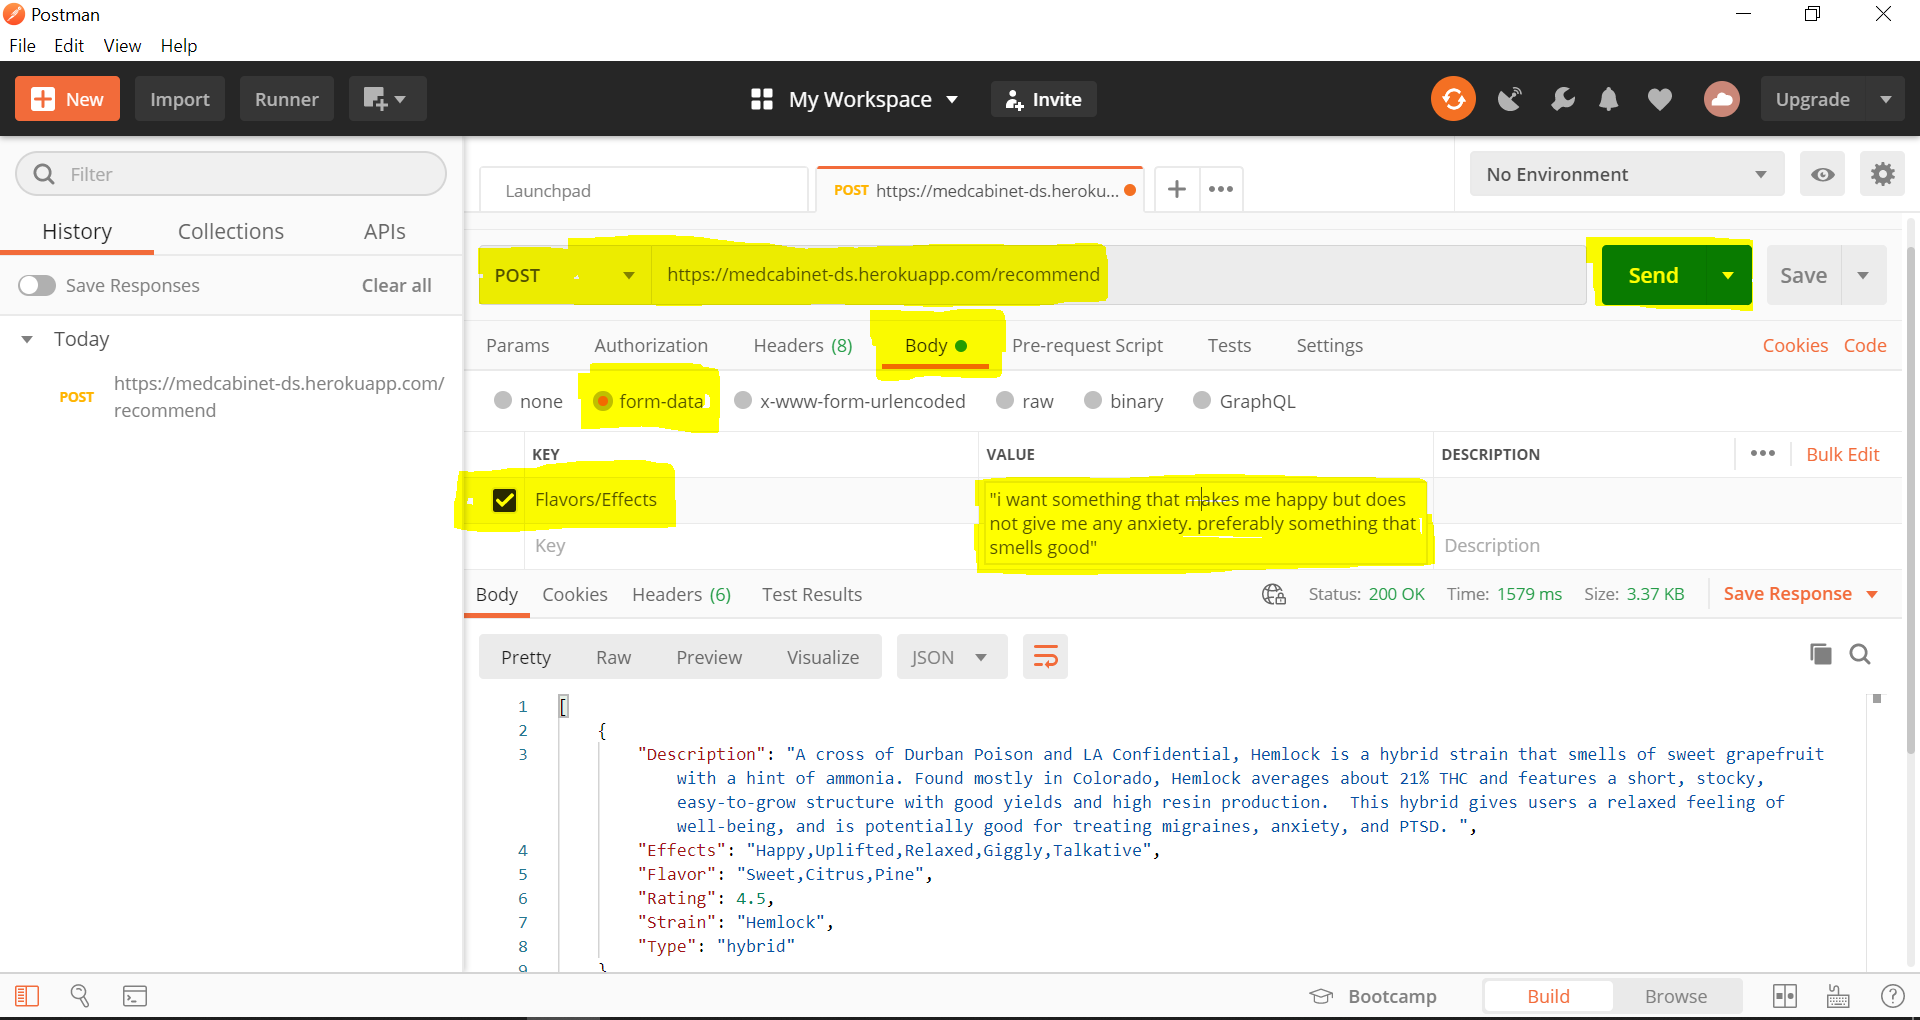 Postman
File Edit View Help
New Import Runner My Workspace Invite Upgrade
Filter
History Collections APIs
Save Responses Clear all
Today
POST https://medcabinet-ds.herokuapp.com/
recommend
Launchpad
POST https://medcabinet-ds.heroku...
No Environment
POST https://medcabinet-ds.herokuapp.com/recommend Send Save
Params Authorization Headers (8) Body Pre-request Script Tests Settings Cookies Code
none form-data x-www-form-urlencoded raw binary GraphQL
KEY VALUE DESCRIPTION Bulk Edit
Flavors/Effects
"i want something that makes me happy but does
not give me any anxiety. preferably something that
smells good"
Key Description
Body Cookies Headers (6) Test Results Status: 200 OK Time: 1579 ms Size: 3.37 KB Save Response
Pretty Raw Preview Visualize JSON
1 [
2 {
3 "Description": "A cross of Durban Poison and LA Confidential, Hemlock is a hybrid strain that smells of sweet grapefruit
with a hint of ammonia. Found mostly in Colorado, Hemlock averages about 21% THC and features a short, stocky,
easy-to-grow structure with good yields and high resin production.  This hybrid gives users a relaxed feeling of
well-being, and is potentially good for treating migraines, anxiety, and PTSD. ",
4 "Effects": "Happy,Uplifted,Relaxed,Giggly,Talkative",
5 "Flavor": "Sweet,Citrus,Pine",
6 "Rating": 4.5,
7 "Strain": "Hemlock",
8 "Type": "hybrid"
9 }
Bootcamp Build Browse